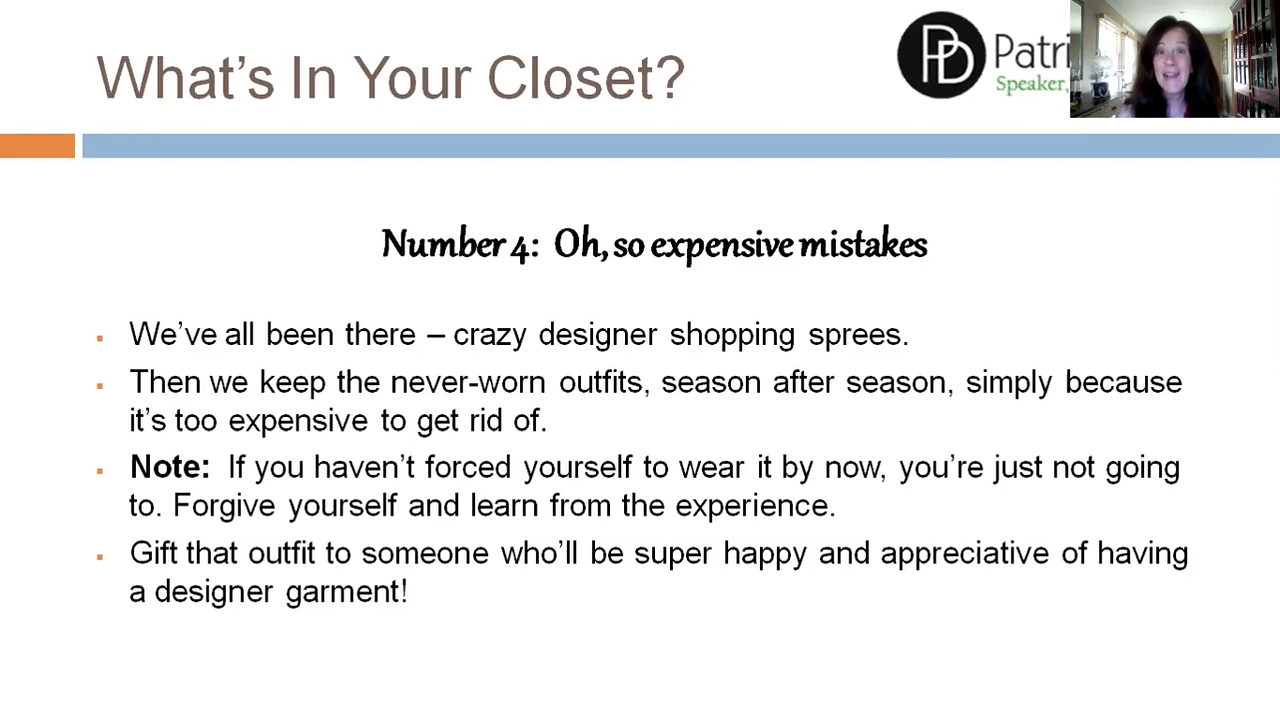 What's In Your Closet?
PD
Speaker,
Number 4: Oh, so expensive mistakes
We've all been there – crazy designer shopping sprees.
Then we keep the never-worn outfits, season after season, simply because
it's too expensive to get rid of.
Note: If you haven't forced yourself to wear it by now, you're just not going
to. Forgive yourself and learn from the experience.
Gift that outfit to someone who'll be super happy and appreciative of having
a designer garment!